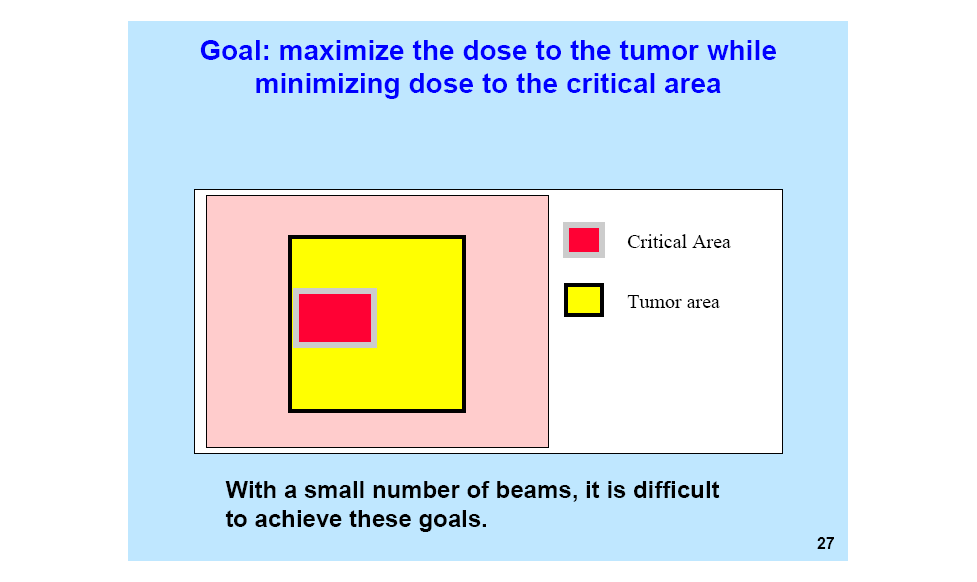 Goal: maximize the dose to the tumor while
minimizing dose to the critical area
Critical Area
Tumor area
With a small number of beams, it is difficult
to achieve these goals.
27